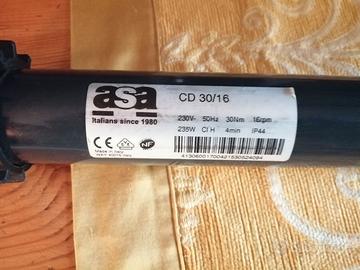 asa
CD 30/16
Italians since 1980
230V~ 50Hz 30Nm 16rpm
235W Cl H 4min IP44
CE
NF
Made in Italy